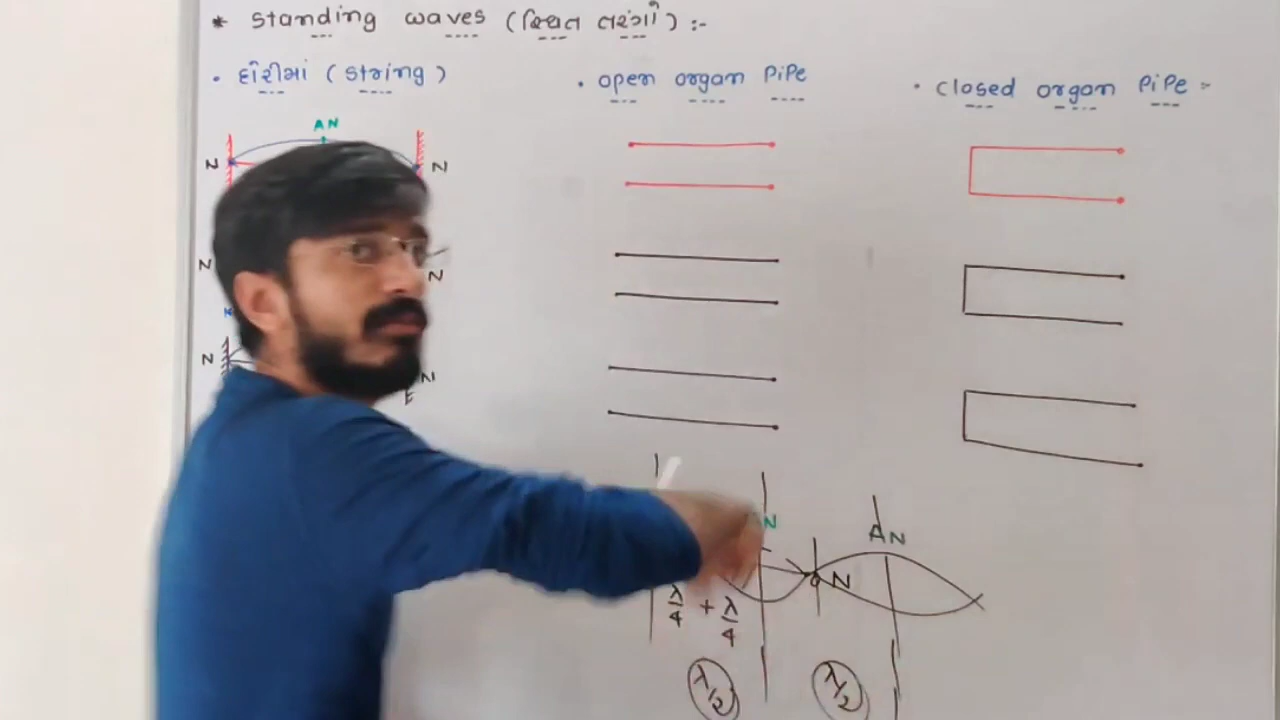 * Standing waves (સ્થિત તરંગો) :-
• દોરીમાં (string)
• open organ PiPe
• closed organ PiPe :-
AN
N N
N N
N N
N
AN
N
λ/4 + λ/4
λ/2 λ/2